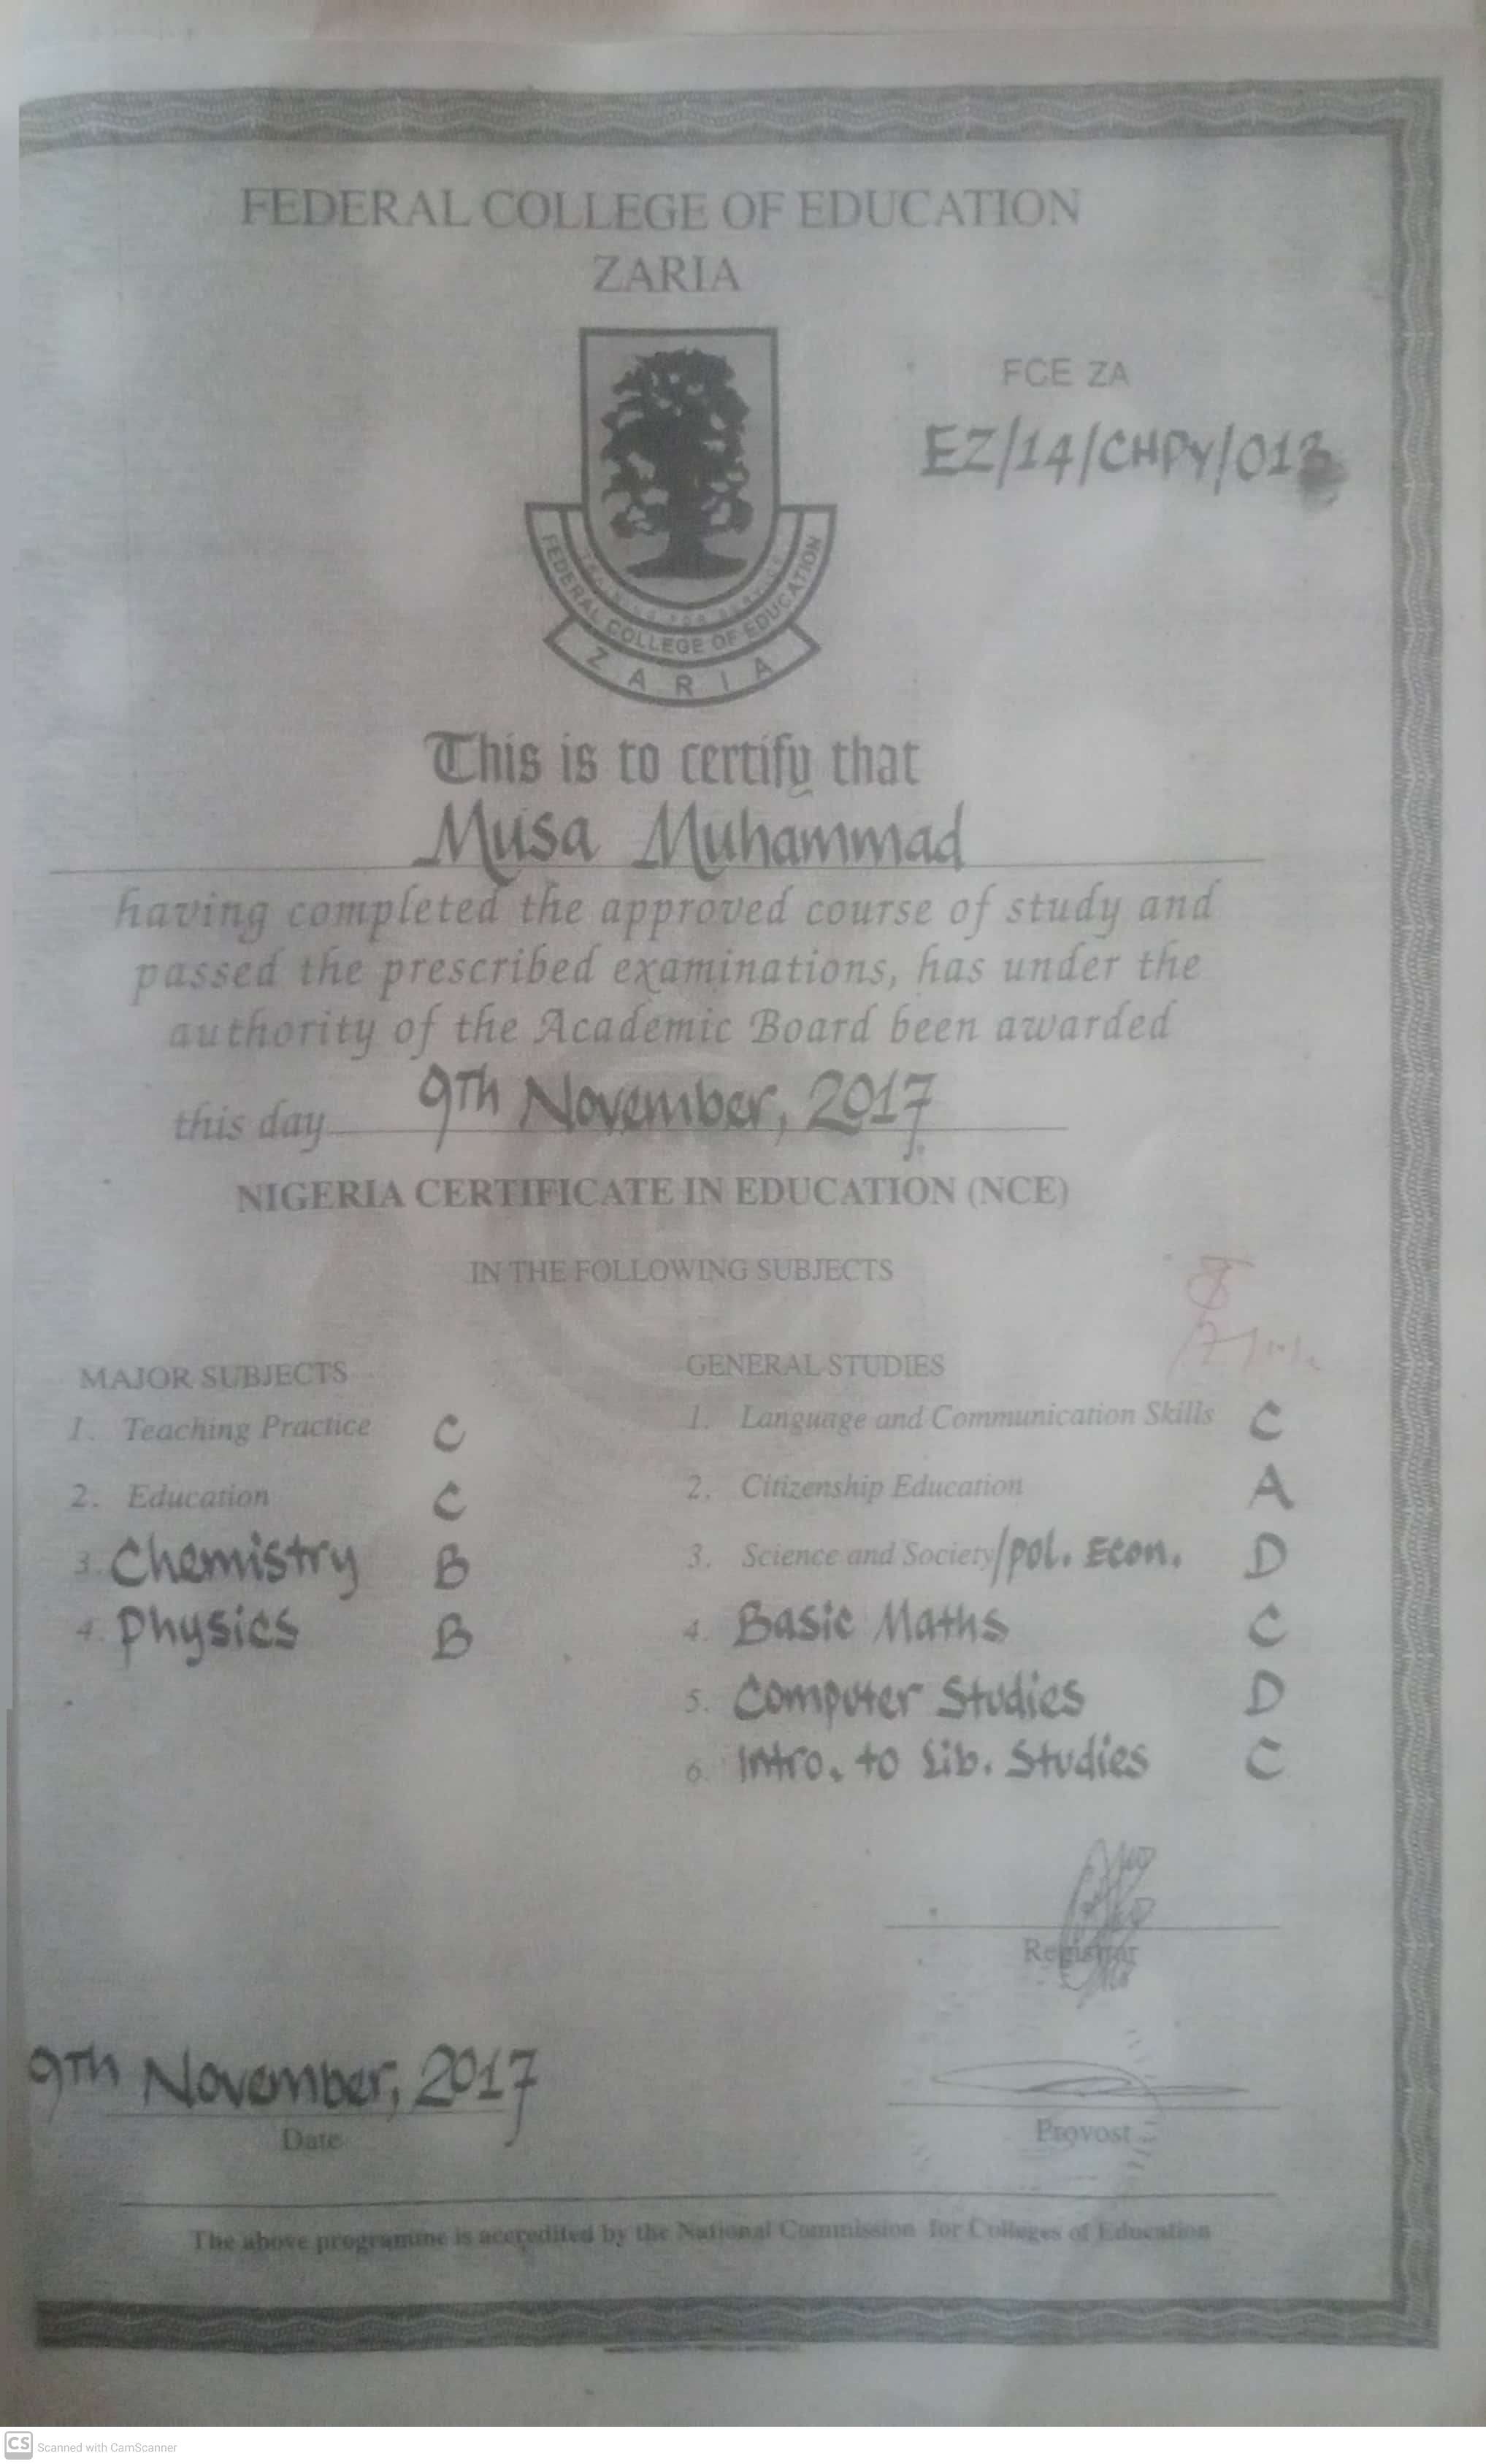 FEDERAL COLLEGE OF EDUCATION
ZARIA
FCE ZA
EZ/14/CHPY/013
FEDERAL COLLEGE OF EDUCATION
ZARIA
This is to certify that
Musa Muhammad
having completed the approved course of study and
passed the prescribed examinations, has under the
authority of the Academic Board been awarded
this day 9Th November, 2017
NIGERIA CERTIFICATE IN EDUCATION (NCE)
IN THE FOLLOWING SUBJECTS
MAJOR SUBJECTS
1. Teaching Practice C
2. Education C
3. Chemistry B
4. Physics B
GENERAL STUDIES
1. Language and Communication Skills C
2. Citizenship Education A
3. Science and Society/Pol. Econ. D
4. Basic Maths C
5. Computer Studies D
6. Intro. to Lib. Studies C
Registrar
9Th November, 2017
Date
Provost
The above programme is accredited by the National Commission for Colleges of Education
CS Scanned with CamScanner